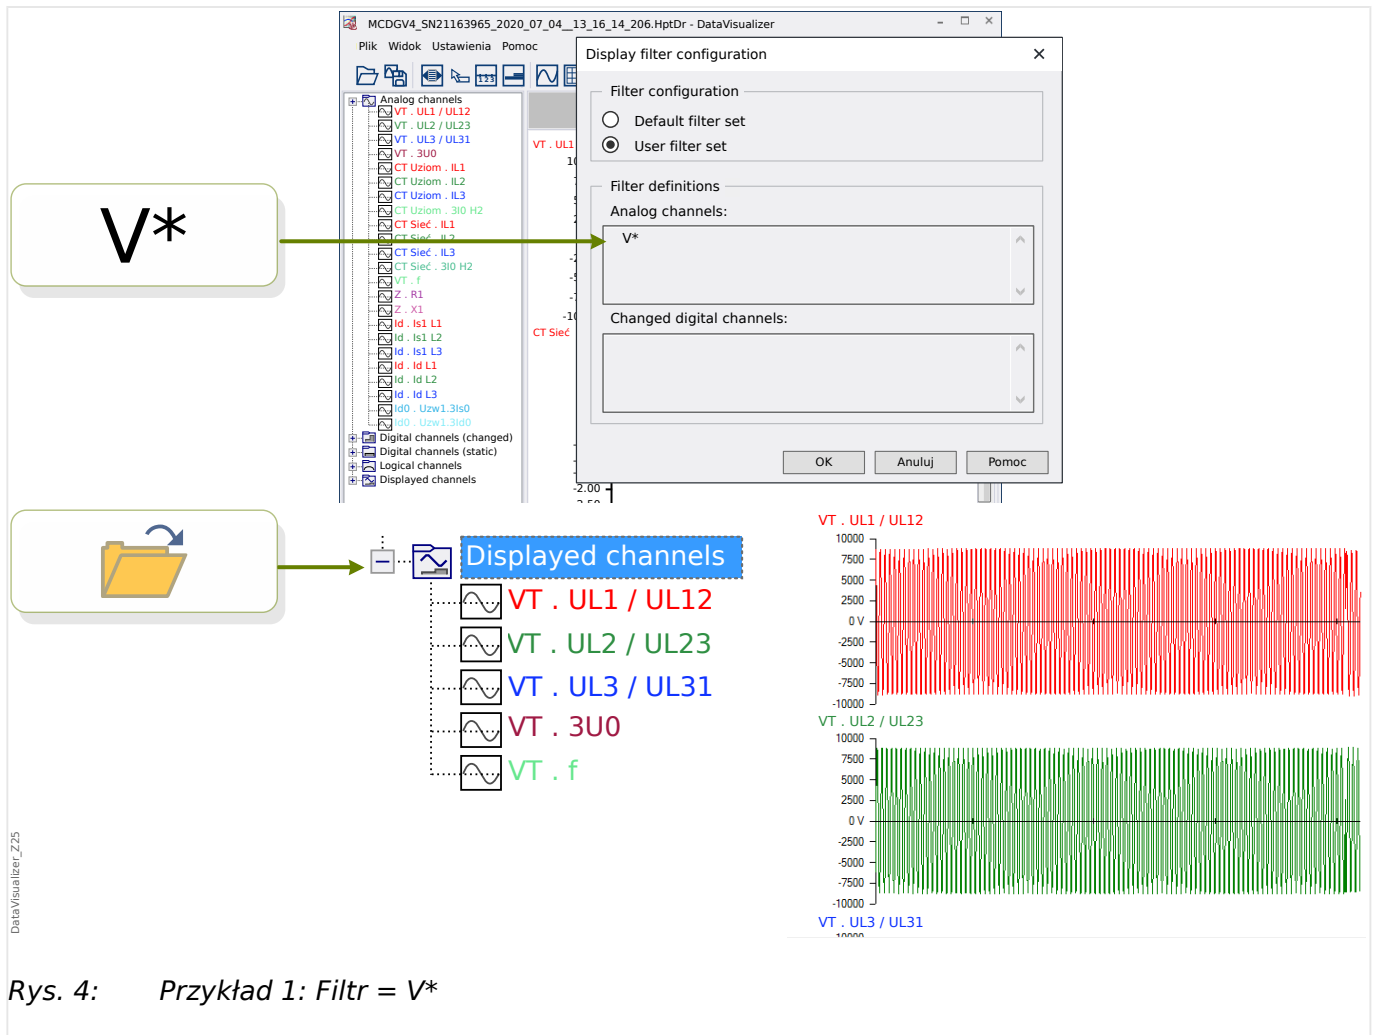 MCDGV4_SN21163965_2020_07_04__13_16_14_206.HptDr - DataVisualizer
Plik Widok Ustawienia Pomoc
Analog channels
VT . UL1 / UL12
VT . UL2 / UL23
VT . UL3 / UL31
VT . 3U0
CT Uziom . IL1
CT Uziom . IL2
CT Uziom . IL3
CT Uziom . 3I0 H2
CT Sieć . IL1
CT Sieć . IL2
CT Sieć . IL3
CT Sieć . 3I0 H2
VT . f
Z . R1
Z . X1
Id . Is1 L1
Id . Is1 L2
Id . Is1 L3
Id . Id L1
Id . Id L2
Id . Id L3
Id0 . Uzw1.3Is0
Id0 . Uzw1.3Id0
Digital channels (changed)
Digital channels (static)
Logical channels
Displayed channels
VT . UL1
CT Sieć
-2.00
Display filter configuration
Filter configuration
Default filter set
User filter set
Filter definitions
Analog channels:
V*
Changed digital channels:
OK Anuluj Pomoc
V*
Displayed channels
VT . UL1 / UL12
VT . UL2 / UL23
VT . UL3 / UL31
VT . 3U0
VT . f
VT . UL1 / UL12
10000
7500
5000
2500
0 V
-2500
-5000
-7500
-10000
VT . UL2 / UL23
10000
7500
5000
2500
0 V
-2500
-5000
-7500
-10000
VT . UL3 / UL31
10000
DataVisualizer_Z25
Rys. 4: Przykład 1: Filtr = V*